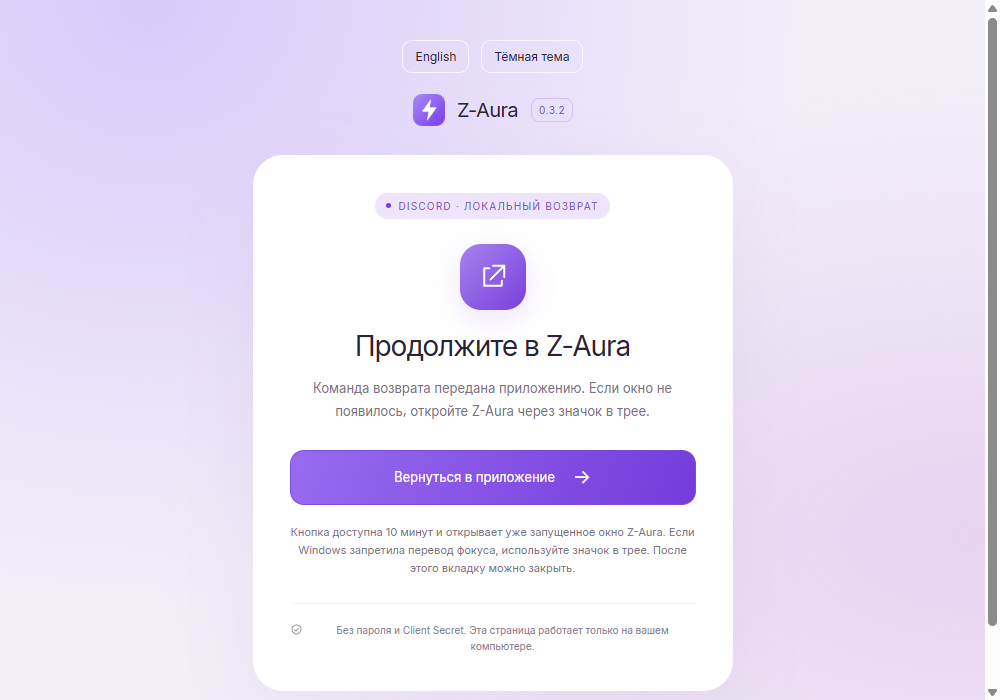 English
Тёмная тема
Z-Aura
0.3.2
DISCORD · ЛОКАЛЬНЫЙ ВОЗВРАТ
Продолжите в Z-Aura
Команда возврата передана приложению. Если окно не
появилось, откройте Z-Aura через значок в трее.
Вернуться в приложение →
Кнопка доступна 10 минут и открывает уже запущенное окно Z-Aura. Если
Windows запретила перевод фокуса, используйте значок в трее. После
этого вкладку можно закрыть.
Без пароля и Client Secret. Эта страница работает только на вашем
компьютере.